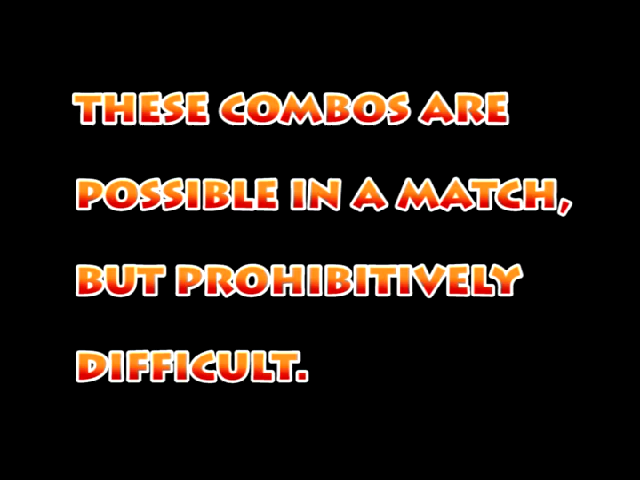 THESE COMBOS ARE
POSSIBLE IN A MATCH,
BUT PROHIBITIVELY
DIFFICULT.